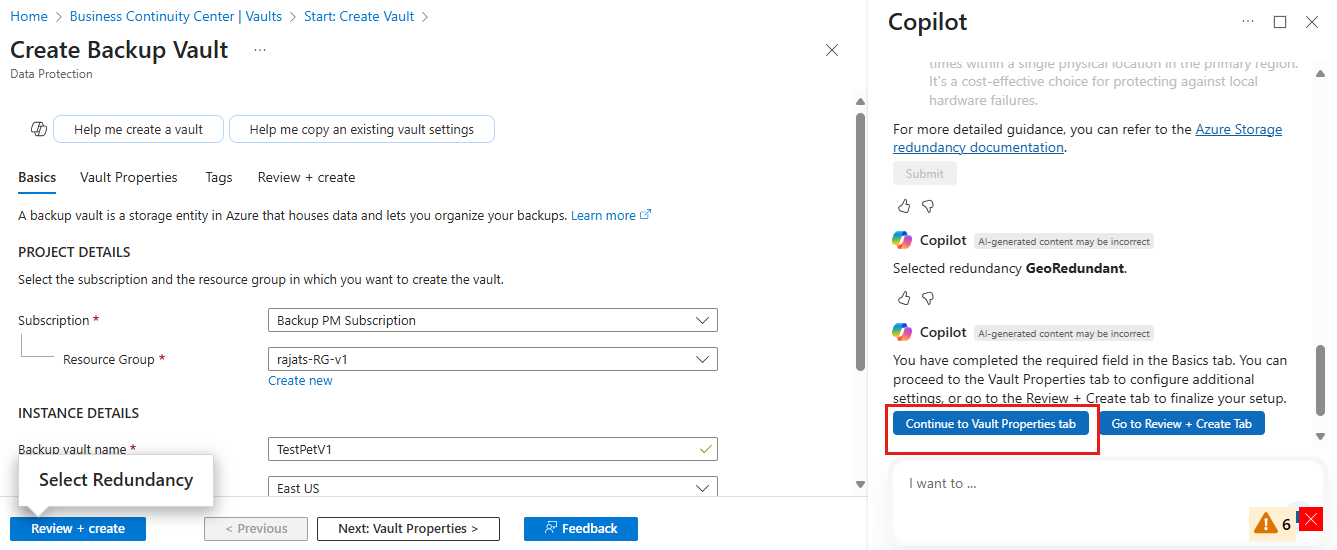 Home > Business Continuity Center | Vaults > Start: Create Vault >
Create Backup Vault ...
Data Protection
Help me create a vault
Help me copy an existing vault settings
Basics
Vault Properties
Tags
Review + create
A backup vault is a storage entity in Azure that houses data and lets you organize your backups. Learn more
PROJECT DETAILS
Select the subscription and the resource group in which you want to create the vault.
Subscription *
Backup PM Subscription
Resource Group *
rajats-RG-v1
Create new
INSTANCE DETAILS
Backup vault name *
TestPetV1
Select Redundancy
East US
Review + create
< Previous
Next: Vault Properties >
Feedback
Copilot
...
times within a single physical location in the primary region.
It's a cost-effective choice for protecting against local
hardware failures.
For more detailed guidance, you can refer to the Azure Storage
redundancy documentation.
Submit
Copilot
AI-generated content may be incorrect
Selected redundancy GeoRedundant.
Copilot
AI-generated content may be incorrect
You have completed the required field in the Basics tab. You can
proceed to the Vault Properties tab to configure additional
settings, or go to the Review + Create tab to finalize your setup.
Continue to Vault Properties tab
Go to Review + Create Tab
I want to ...
6